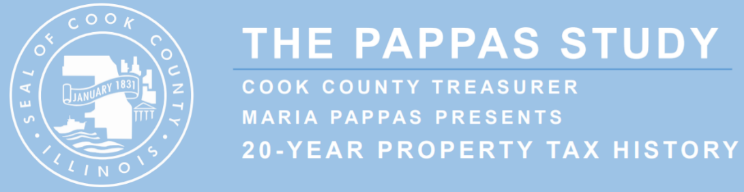 SEAL OF COOK COUNTY
• ILLINOIS •
JANUARY 1831
THE PAPPAS STUDY
COOK COUNTY TREASURER
MARIA PAPPAS PRESENTS
20-YEAR PROPERTY TAX HISTORY